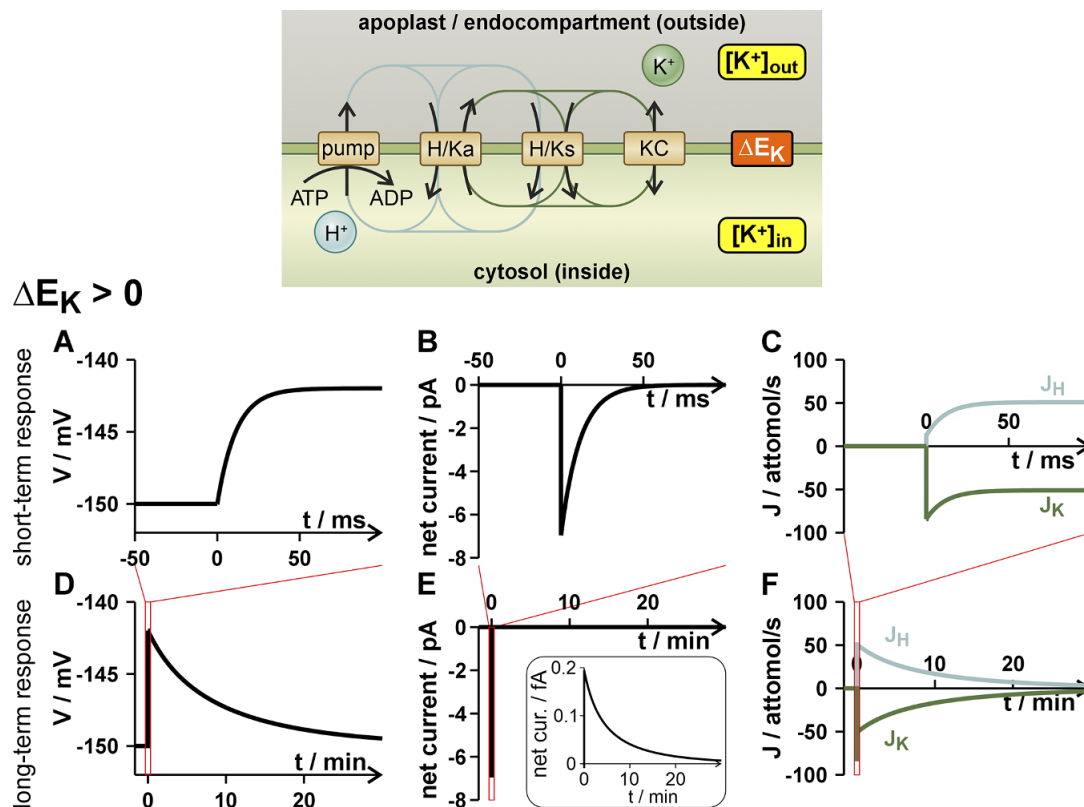 apoplast / endocompartment (outside)
[K+]out
K+
pump H/Ka H/Ks KC ΔEK
ATP ADP
H+
[K+]in
cytosol (inside)
ΔEK > 0
short-term response
A
V / mV
-140
-145
-150
-50 0 50
t / ms
B
net current / pA
-50 0 50
0
-2
-4
-6
-8
t / ms
C
J / attomol/s
100
50
0
-50
-100
0 50
t / ms
JH
JK
long-term response
D
V / mV
-140
-145
-150
0 10 20
t / min
E
net current / pA
0 10 20
0
-2
-4
-6
-8
t / min
net cur. / fA
0.2
0.1
0
0 10 20
t / min
F
J / attomol/s
100
50
0
-50
-100
0 10 20
t / min
JH
JK